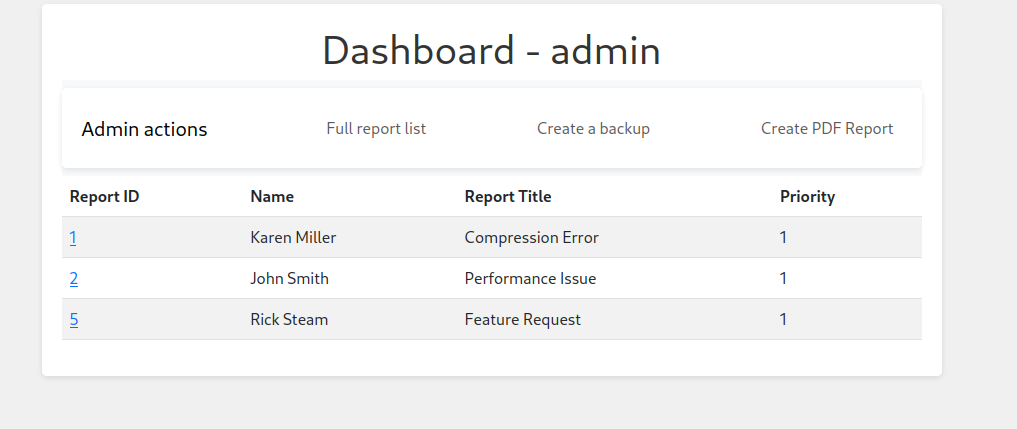 Dashboard - admin
Admin actions Full report list Create a backup Create PDF Report
Report ID Name Report Title Priority
1 Karen Miller Compression Error 1
2 John Smith Performance Issue 1
5 Rick Steam Feature Request 1